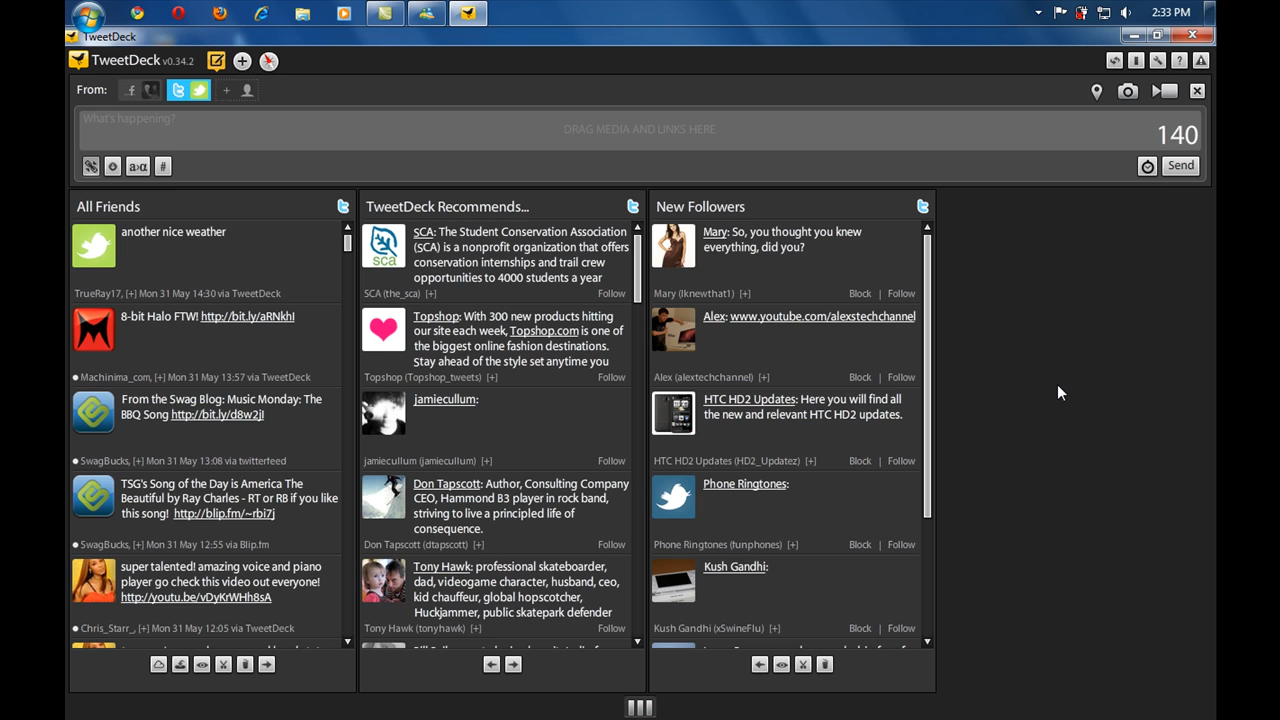 2:33 PM
TweetDeck
TweetDeck v0.34.2
From:
What's happening?
DRAG MEDIA AND LINKS HERE
140
Send
All Friends
another nice weather
TrueRay17, [+] Mon 31 May 14:30 via TweetDeck
8-bit Halo FTW! http://bit.ly/aRNkhI
Machinima_com, [+] Mon 31 May 13:57 via TweetDeck
From the Swag Blog: Music Monday: The
BBQ Song http://bit.ly/d8w2jI
SwagBucks, [+] Mon 31 May 13:08 via twitterfeed
TSG's Song of the Day is America The
Beautiful by Ray Charles - RT or RB if you like
this song! http://blip.fm/~rbi7j
SwagBucks, [+] Mon 31 May 12:55 via Blip.fm
super talented! amazing voice and piano
player go check this video out everyone!
http://youtu.be/vDyKrWHh8sA
Chris_Starr_, [+] Mon 31 May 12:05 via TweetDeck
TweetDeck Recommends...
SCA: The Student Conservation Association
(SCA) is a nonprofit organization that offers
conservation internships and trail crew
opportunities to 4000 students a year
SCA (the_sca) [+] Follow
Topshop: With 300 new products hitting
our site each week, Topshop.com is one of
the biggest online fashion destinations.
Stay ahead of the style set anytime you
Topshop (Topshop_tweets) [+] Follow
jamiecullum:
jamiecullum (jamiecullum) [+] Follow
Don Tapscott: Author, Consulting Company
CEO, Hammond B3 player in rock band,
striving to live a principled life of
consequence.
Don Tapscott (dtapscott) [+] Follow
Tony Hawk: professional skateboarder,
dad, videogame character, husband, ceo,
kid chauffeur, global hopscotcher,
Huckjammer, public skatepark defender
Tony Hawk (tonyhawk) [+] Follow
New Followers
Mary: So, you thought you knew
everything, did you?
Mary (Iknewthat1) [+] Block | Follow
Alex: www.youtube.com/alexstechchannel
Alex (alextechchannel) [+] Block | Follow
HTC HD2 Updates: Here you will find all
the new and relevant HTC HD2 updates.
HTC HD2 Updates (HD2_Updatez) [+] Block | Follow
Phone Ringtones:
Phone Ringtones (funphones) [+] Block | Follow
Kush Gandhi:
Kush Gandhi (xSwineFlu) [+] Block | Follow